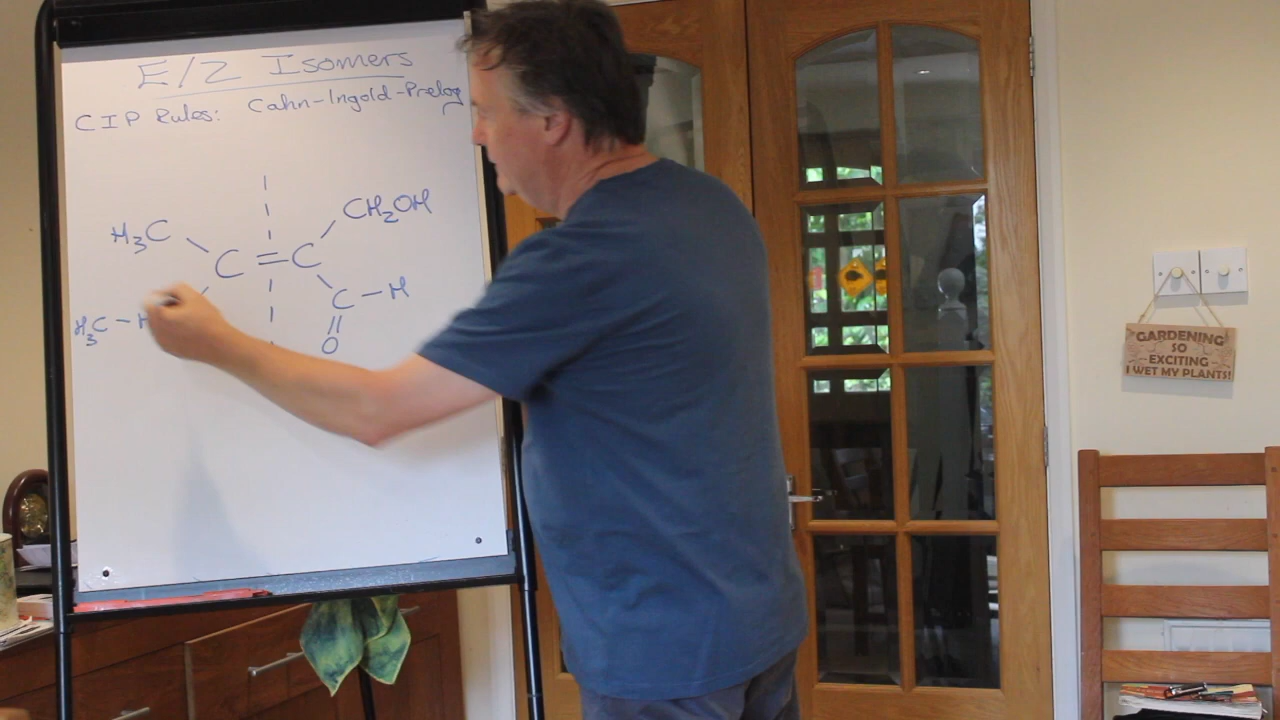 E/Z Isomers
CIP Rules: Cahn-Ingold-Prelog
CH₂OH
H₃C
C=C
C-H
H₃C-H
O
GARDENING
SO
EXCITING
I WET MY PLANTS!